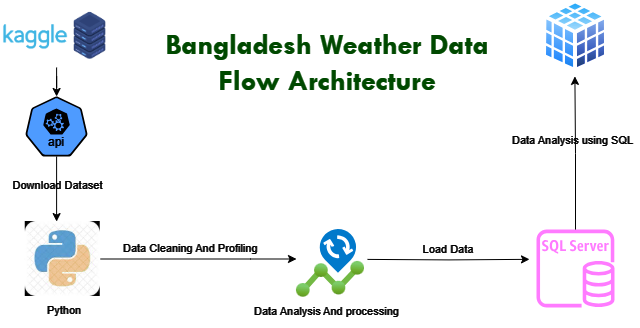 kaggle
Bangladesh Weather Data
Flow Architecture
api
Download Dataset
Data Analysis using SQL
Data Cleaning And Profiling
Load Data
SQL Server
Python
Data Analysis And processing